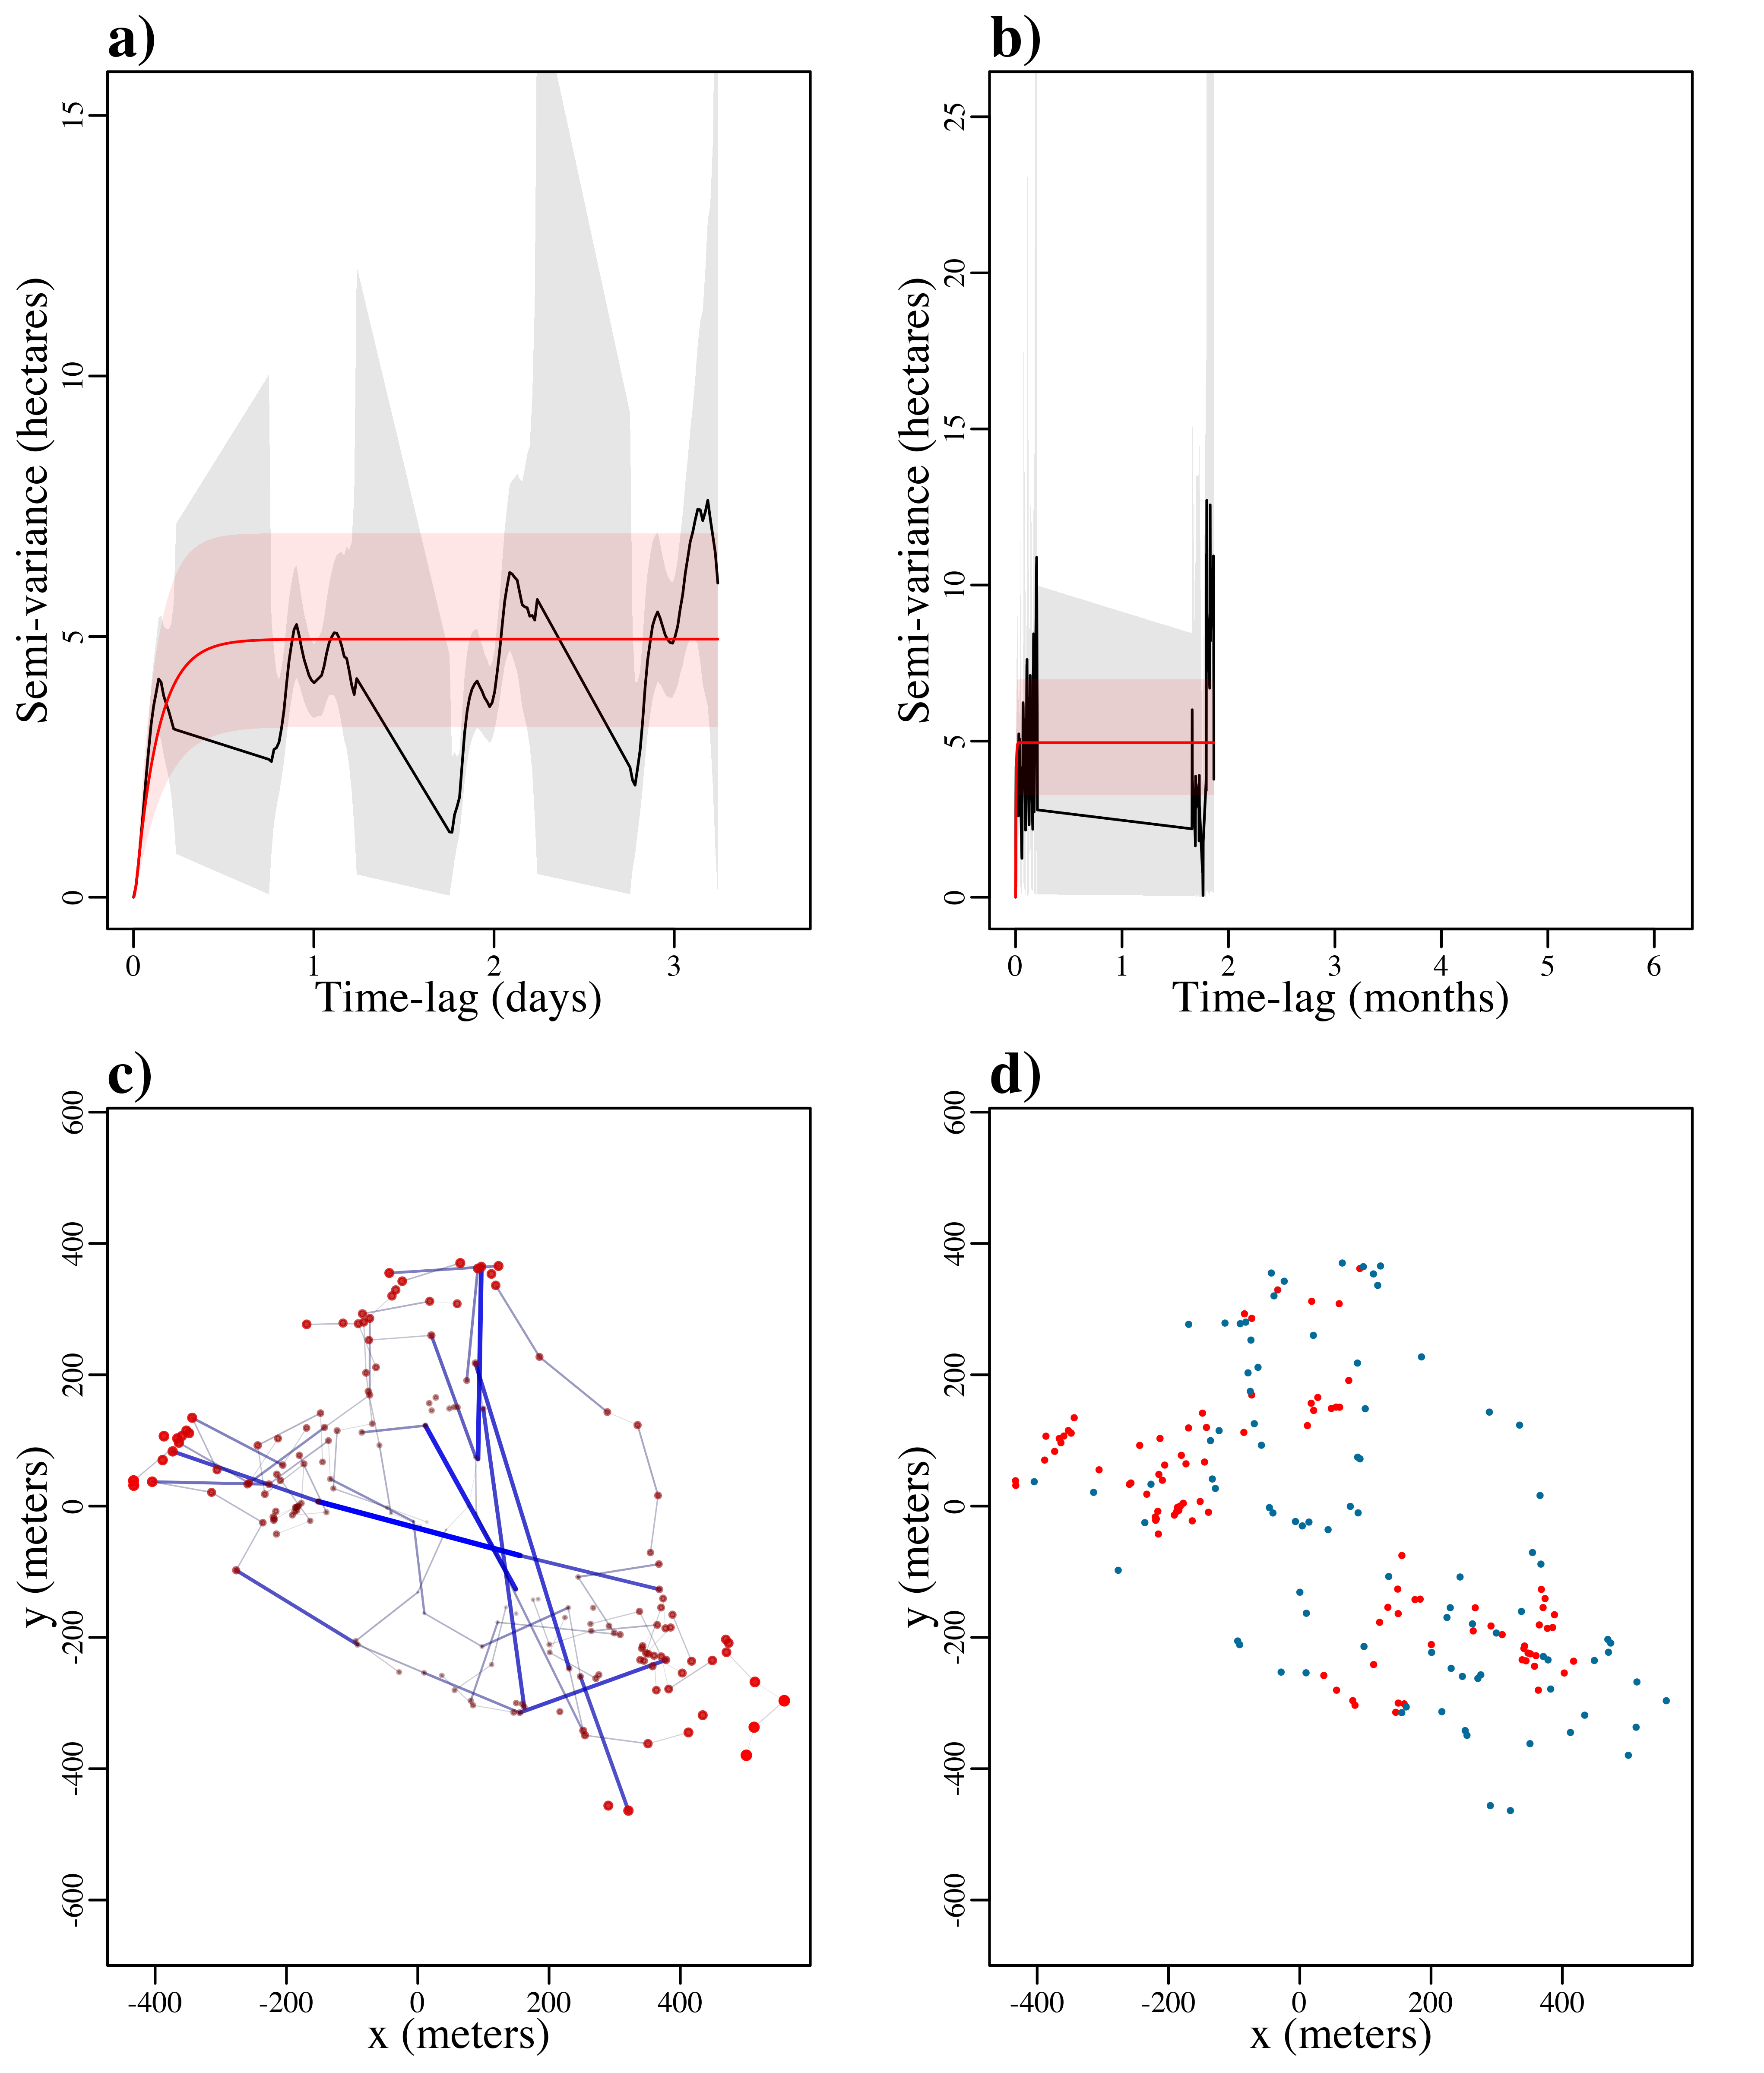 a)
15
10
5
0
Semi-variance (hectares)
0 1 2 3
Time-lag (days)
b)
25
20
15
10
5
0
Semi-variance (hectares)
0 1 2 3 4 5 6
Time-lag (months)
c)
600
400
200
0
-200
-400
-600
y (meters)
-400 -200 0 200 400
x (meters)
d)
600
400
200
0
-200
-400
-600
y (meters)
-400 -200 0 200 400
x (meters)